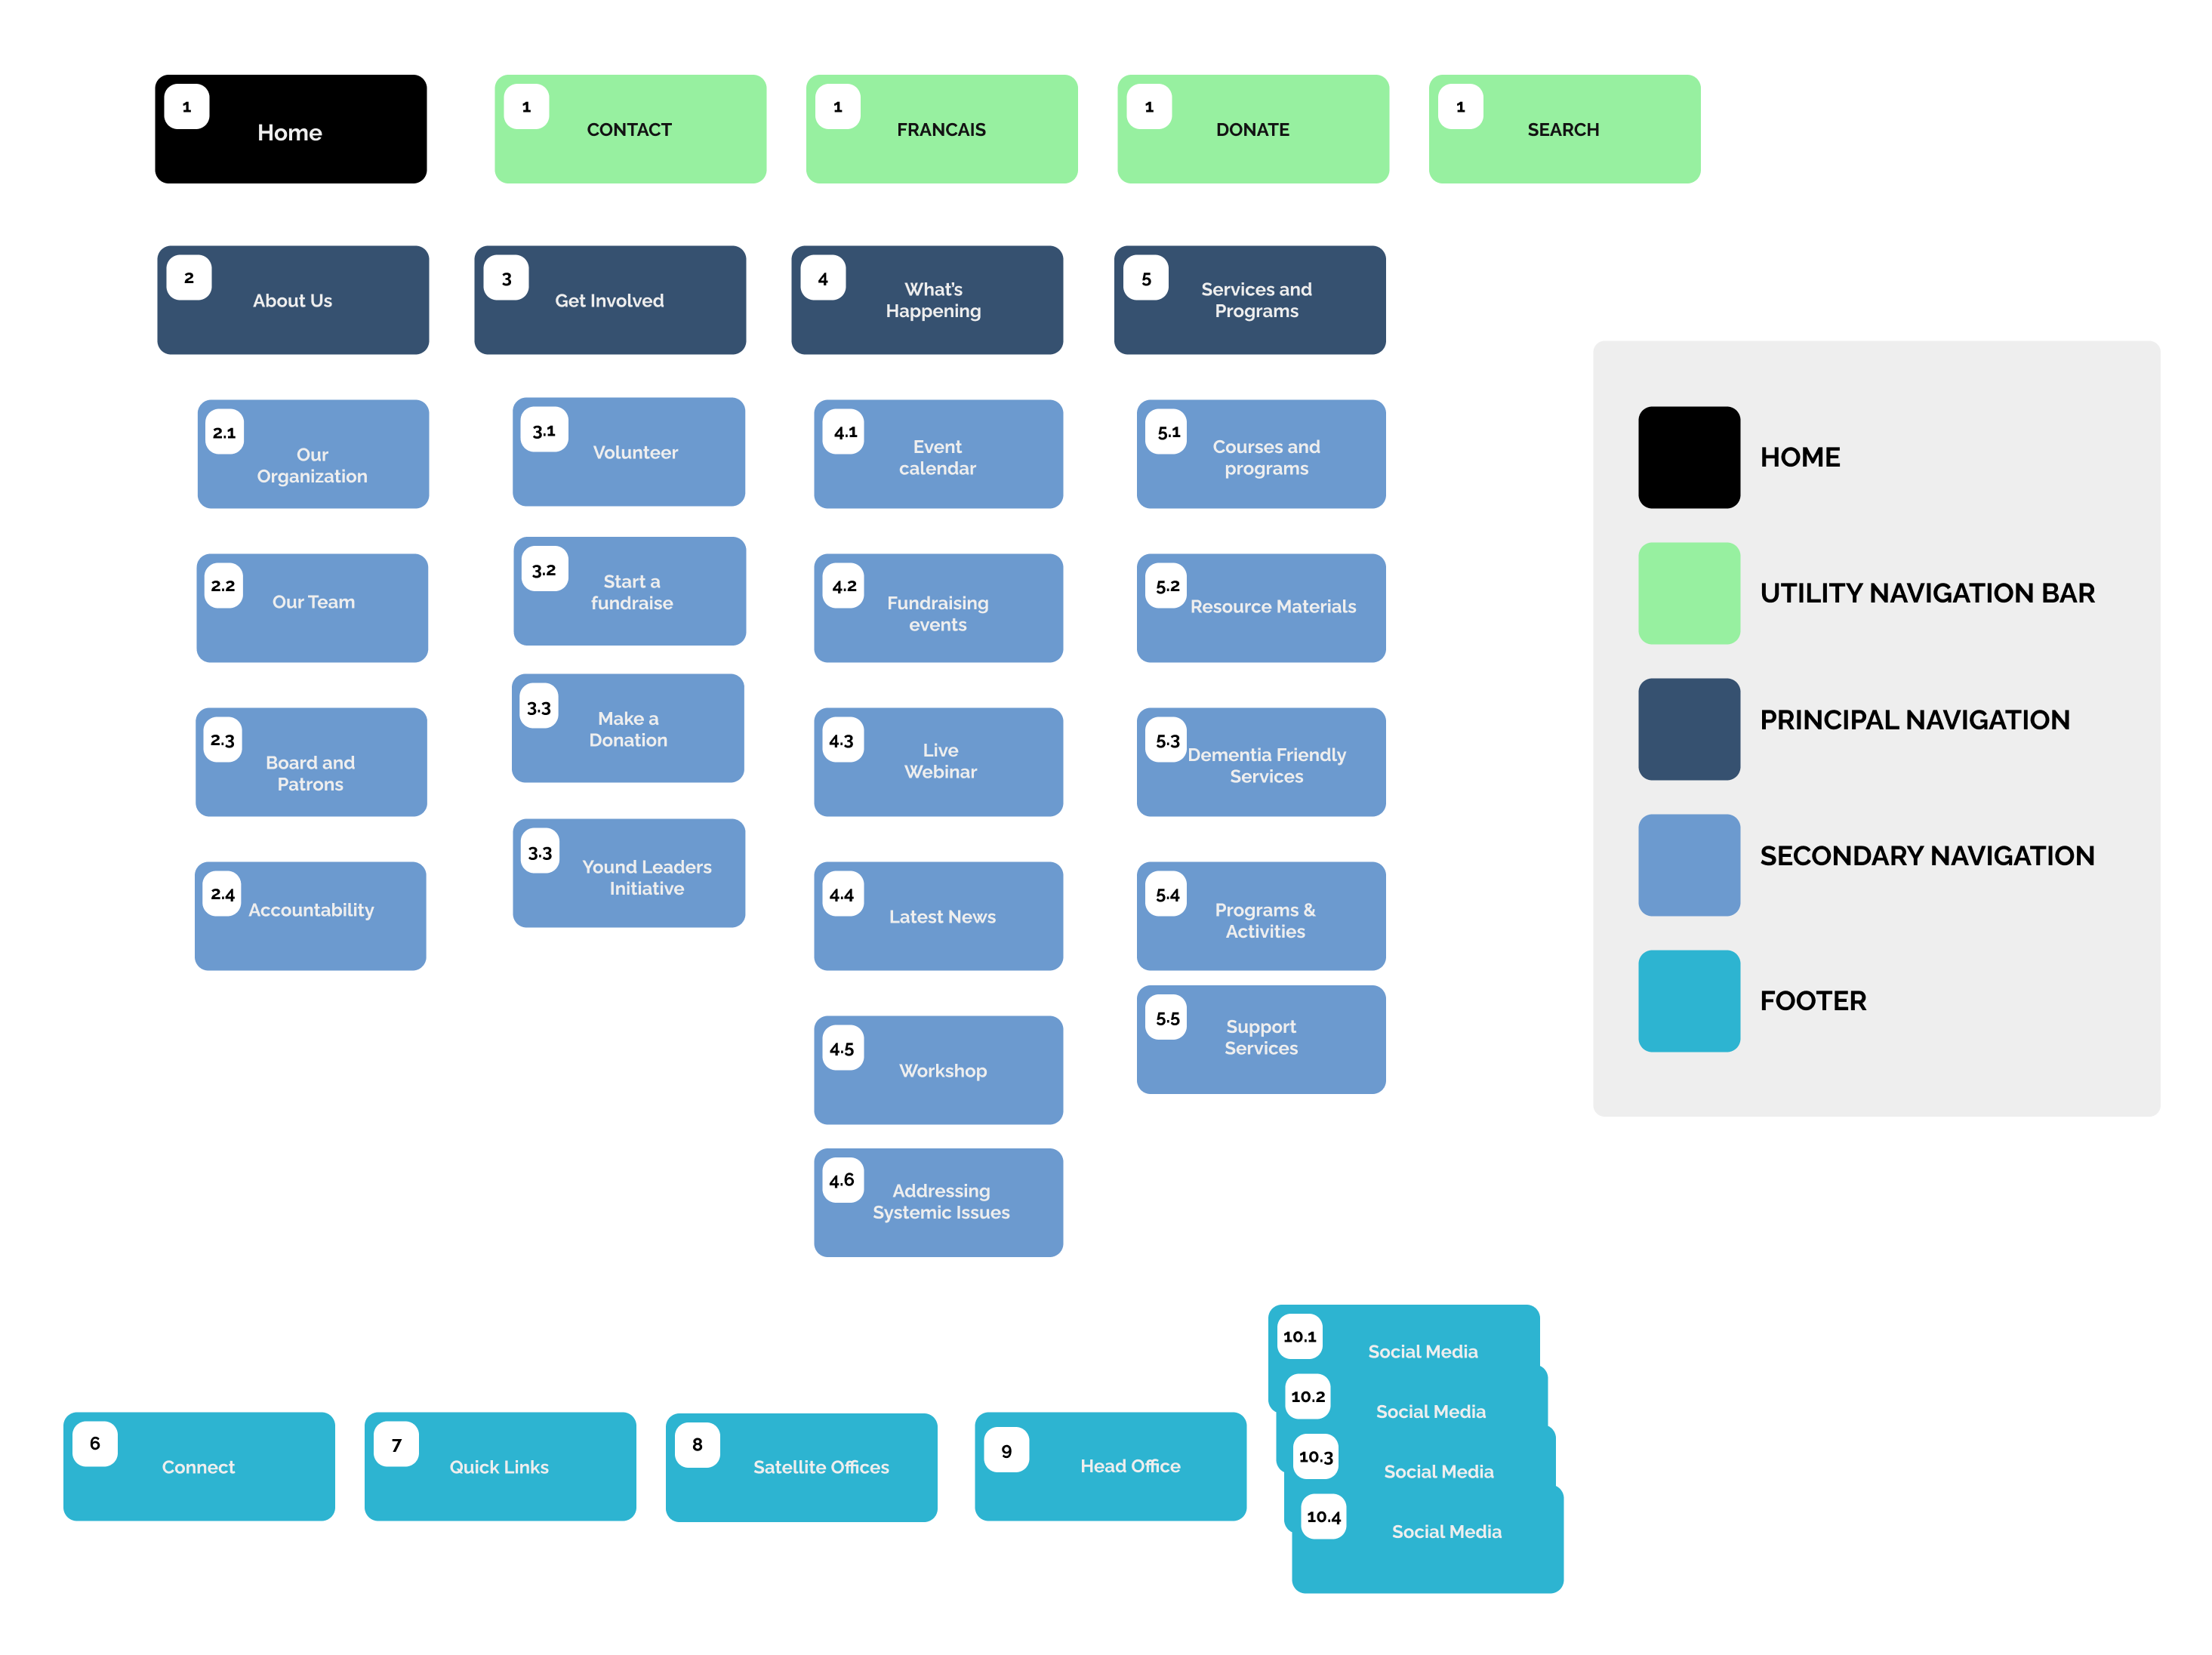 1
Home
1
CONTACT
1
FRANCAIS
1
DONATE
1
SEARCH
2
About Us
3
Get Involved
4
What's
Happening
5
Services and
Programs
2.1
Our
Organization
2.2
Our Team
2.3
Board and
Patrons
2.4
Accountability
3.1
Volunteer
3.2
Start a
fundraise
3.3
Make a
Donation
3.3
Yound Leaders
Initiative
4.1
Event
calendar
4.2
Fundraising
events
4.3
Live
Webinar
4.4
Latest News
4.5
Workshop
4.6
Addressing
Systemic Issues
5.1
Courses and
programs
5.2
Resource Materials
5.3
Dementia Friendly
Services
5.4
Programs &
Activities
5.5
Support
Services
HOME
UTILITY NAVIGATION BAR
PRINCIPAL NAVIGATION
SECONDARY NAVIGATION
FOOTER
6
Connect
7
Quick Links
8
Satellite Offices
9
Head Office
10.1
Social Media
10.2
Social Media
10.3
Social Media
10.4
Social Media